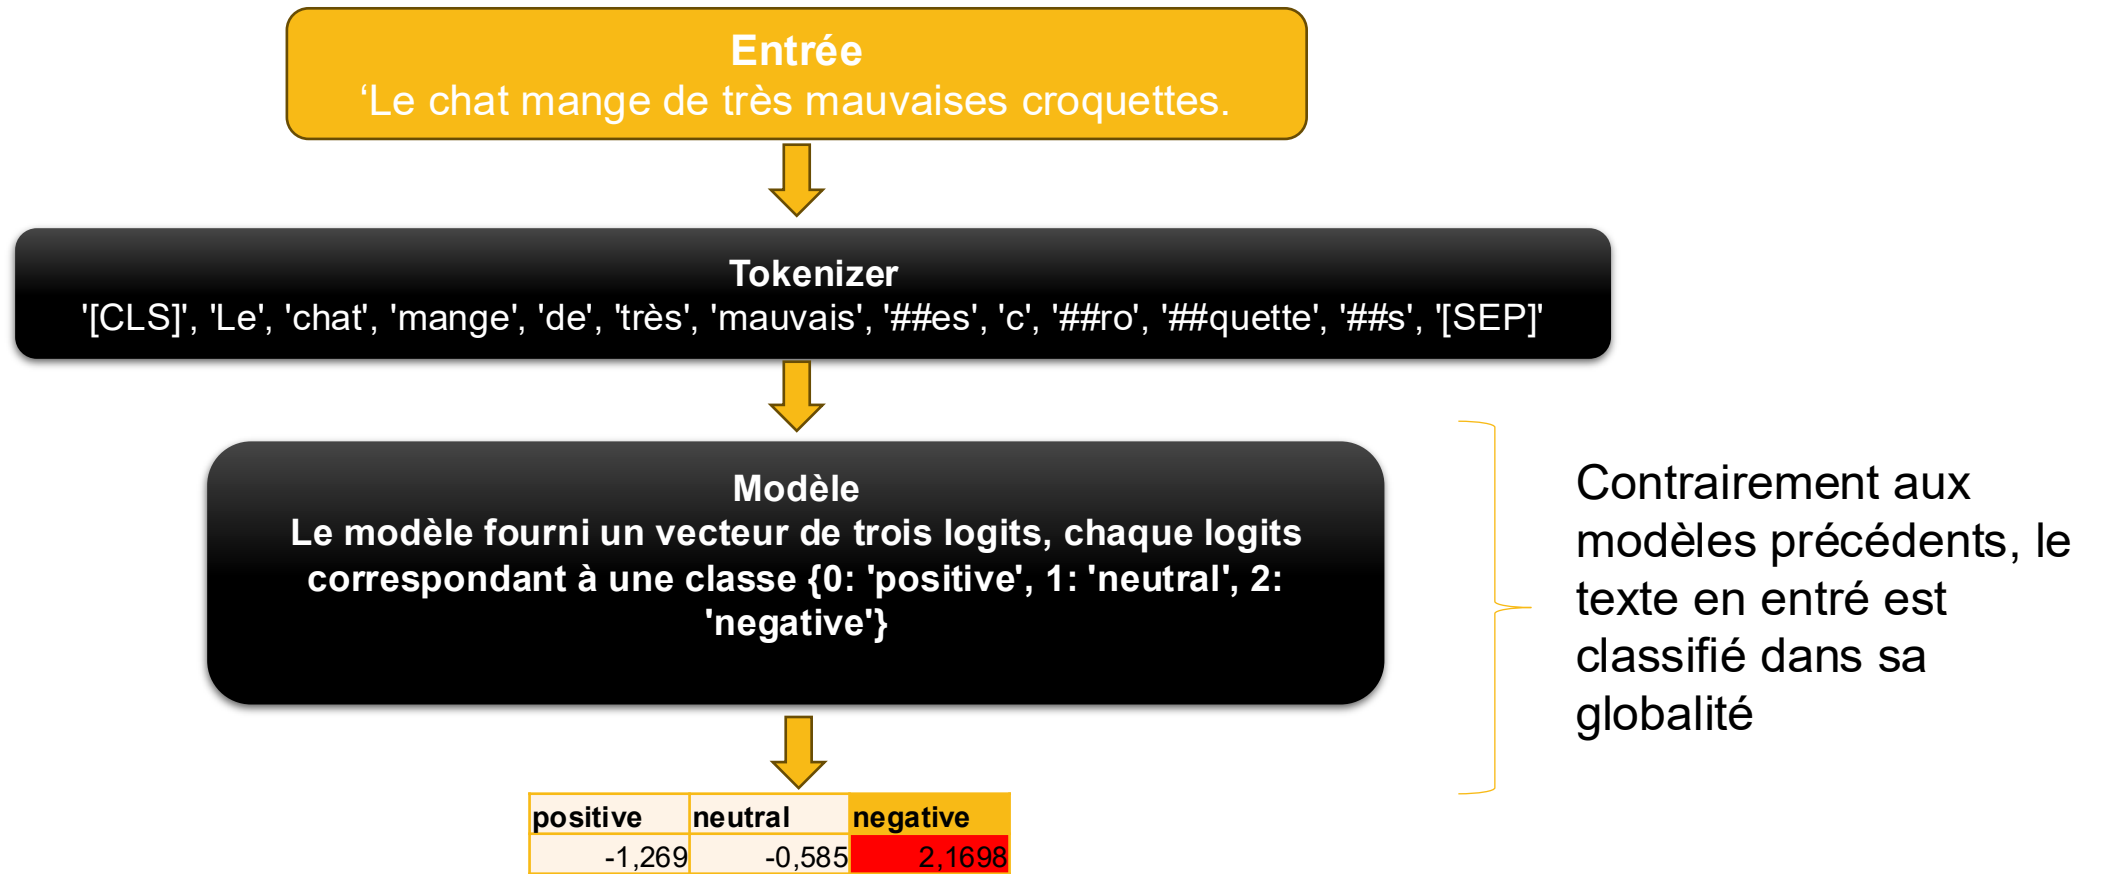 Entrée
‘Le chat mange de très mauvaises croquettes.
Tokenizer
'[CLS]', 'Le', 'chat', 'mange', 'de', 'très', 'mauvais', '##es', 'c', '##ro', '##quette', '##s', '[SEP]'
Modèle
Le modèle fourni un vecteur de trois logits, chaque logits
correspondant à une classe {0: 'positive', 1: 'neutral', 2:
'negative'}
Contrairement aux
modèles précédents, le
texte en entré est
classifié dans sa
globalité
positive neutral negative
-1,269 -0,585 2,1698